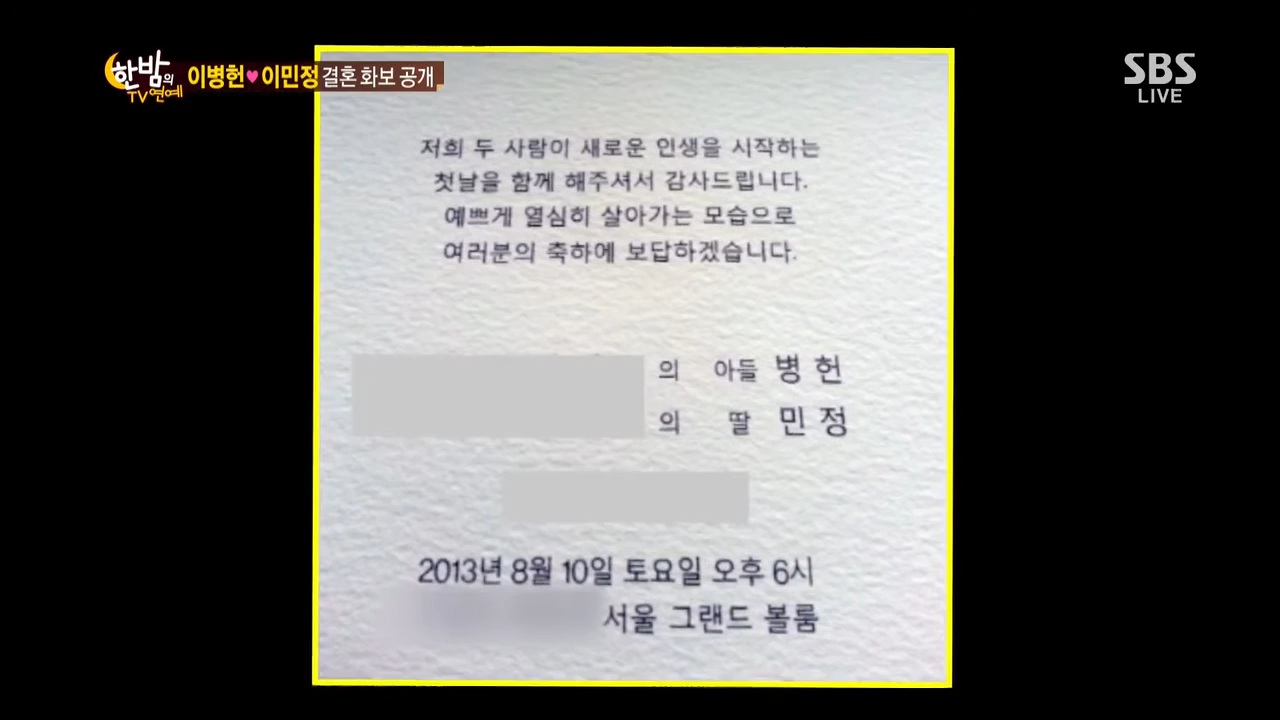 한밤의
TV연예
이병헌♥이민정 결혼 화보 공개
SBS
LIVE
저희 두 사람이 새로운 인생을 시작하는
첫날을 함께 해주셔서 감사드립니다.
예쁘게 열심히 살아가는 모습으로
여러분의 축하에 보답하겠습니다.
의 아들 병헌
의 딸 민정
2013년 8월 10일 토요일 오후 6시
서울 그랜드 볼룸